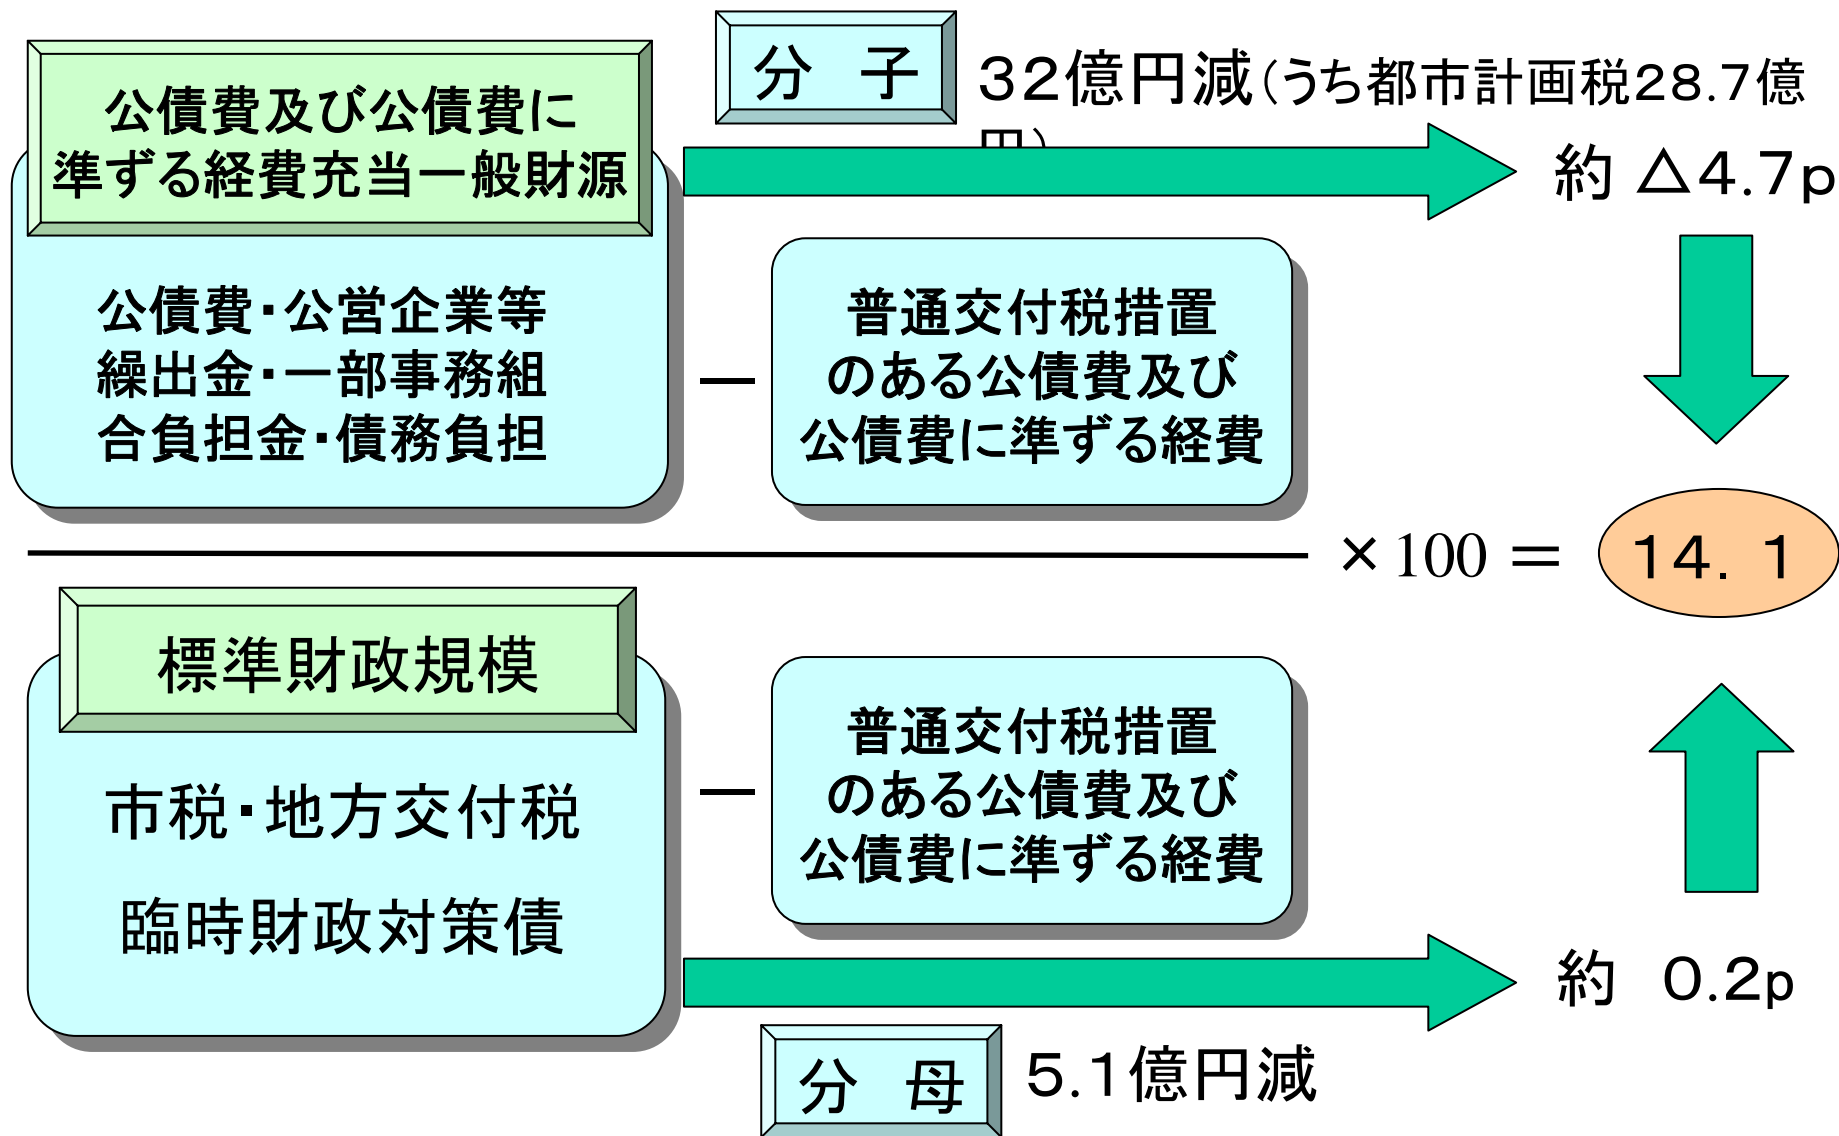 分 子
32億円減（うち都市計画税28.7億
円）
公債費及び公債費に
準ずる経費充当一般財源
約 △4.7p
公債費・公営企業等
繰出金・一部事務組
合負担金・債務負担
－
普通交付税措置
のある公債費及び
公債費に準ずる経費
×100＝
14．1
標準財政規模
市税・地方交付税
臨時財政対策債
－
普通交付税措置
のある公債費及び
公債費に準ずる経費
約 0.2p
分 母
5.1億円減